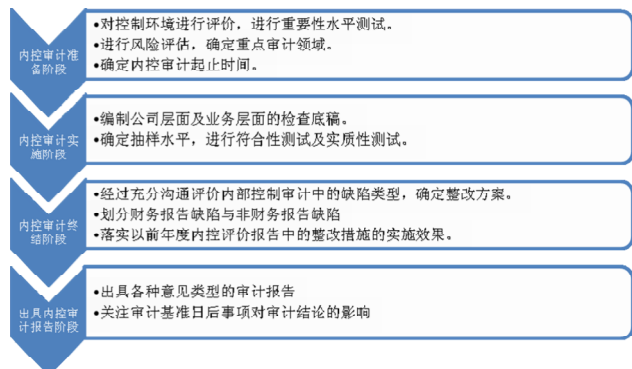 内控审计准
备阶段
•对控制环境进行评价，进行重要性水平测试。
•进行风险评估，确定重点审计领域。
•确定内控审计起止时间。
内控审计实
施阶段
•编制公司层面及业务层面的检查底稿。
•确定抽样水平，进行符合性测试及实质性测试。
内控审计终
结阶段
•经过充分沟通评价内部控制审计中的缺陷类型，确定整改方案。
•划分财务报告缺陷与非财务报告缺陷
•落实以前年度内控评价报告中的整改措施的实施效果。
出具内控审
计报告阶段
•出具各种意见类型的审计报告
•关注审计基准日后事项对审计结论的影响